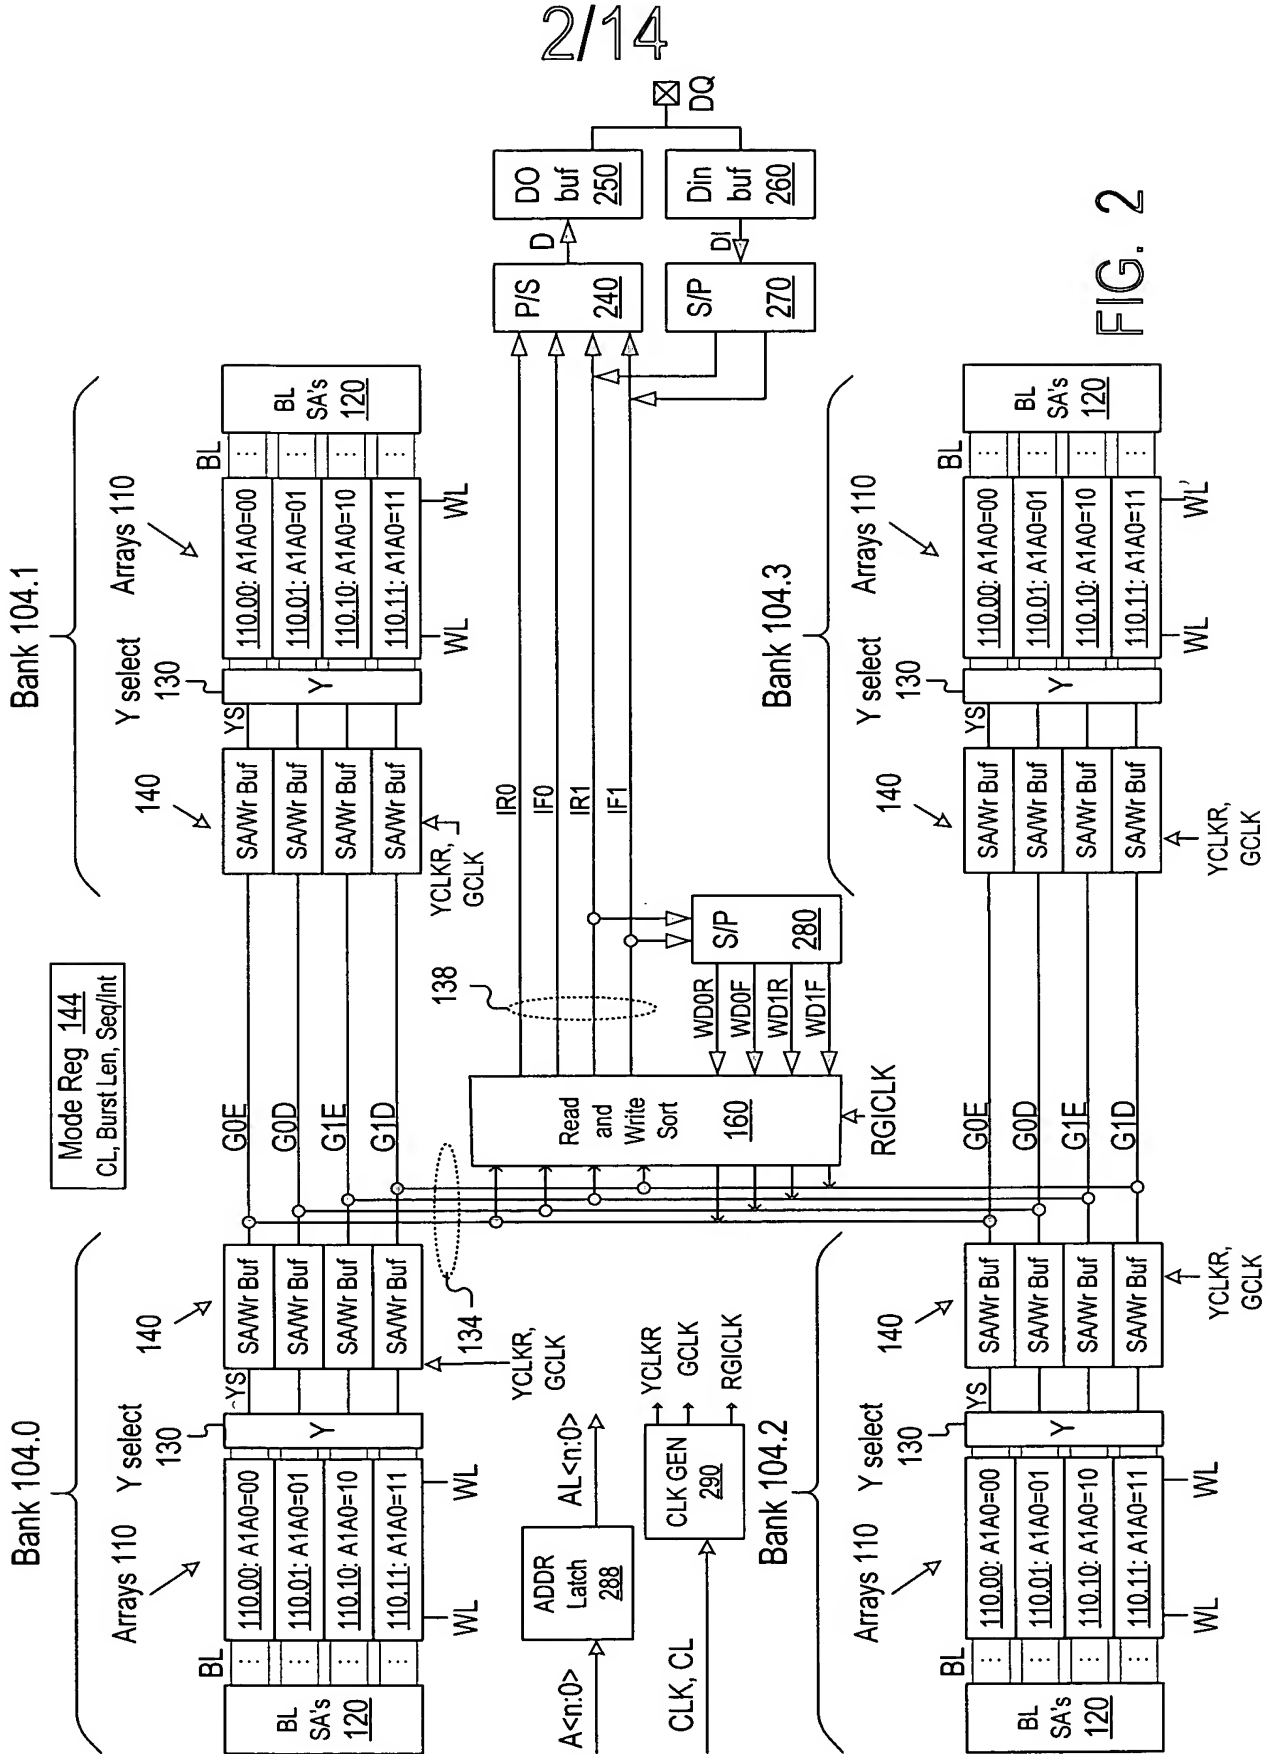 2/14
Mode Reg 144
CL, Burst Len, Seq/Int
Bank 104.0
Arrays 110
Y select
130
140
BL
BL
SA's
120
110.00: A1A0=00
110.01: A1A0=01
110.10: A1A0=10
110.11: A1A0=11
WL
WL
Y
YS
SA/Wr Buf
SA/Wr Buf
SA/Wr Buf
SA/Wr Buf
YCLKR,
GCLK
134
G0E
G0D
G1E
G1D
Bank 104.1
140
Y select
130
Arrays 110
SA/Wr Buf
SA/Wr Buf
SA/Wr Buf
SA/Wr Buf
YCLKR,
GCLK
YS
Y
110.00: A1A0=00
110.01: A1A0=01
110.10: A1A0=10
110.11: A1A0=11
WL
WL
BL
BL
SA's
120
A<n:0>
ADDR
Latch
288
AL<n:0>
CLK, CL
CLK GEN
290
YCLKR
GCLK
RGICLK
Read
and
Write
Sort
160
RGICLK
138
IR0
IF0
IR1
IF1
WD0R
WD0F
WD1R
WD1F
S/P
280
P/S
240
D
DO
buf
250
S/P
270
DI
Din
buf
260
DQ
Bank 104.2
Arrays 110
Y select
130
140
BL
BL
SA's
120
110.00: A1A0=00
110.01: A1A0=01
110.10: A1A0=10
110.11: A1A0=11
WL
WL
Y
YS
SA/Wr Buf
SA/Wr Buf
SA/Wr Buf
SA/Wr Buf
YCLKR,
GCLK
G0E
G0D
G1E
G1D
Bank 104.3
140
Y select
130
Arrays 110
SA/Wr Buf
SA/Wr Buf
SA/Wr Buf
SA/Wr Buf
YCLKR,
GCLK
YS
Y
110.00: A1A0=00
110.01: A1A0=01
110.10: A1A0=10
110.11: A1A0=11
WL
WL
BL
BL
SA's
120
FIG. 2